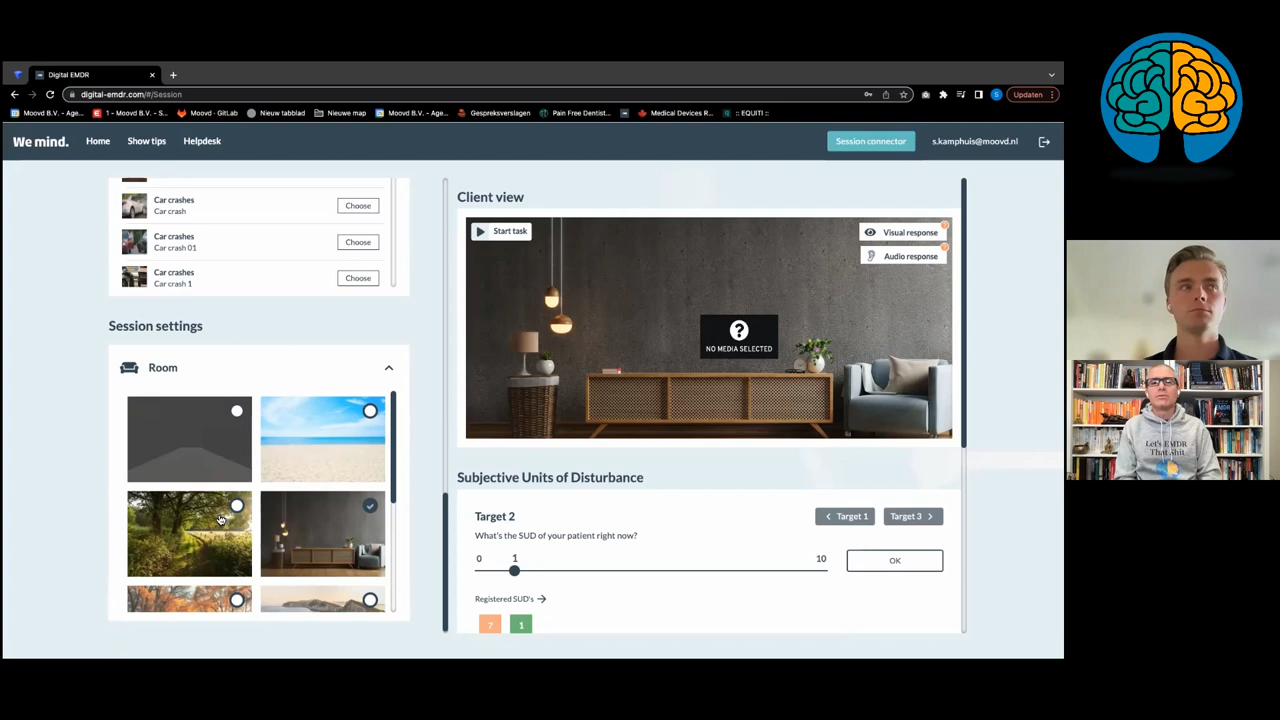 Digital EMDR
digital-emdr.com/#/Session
Updaten
Moovd B.V. - Age...
1 - Moovd B.V. - S...
Moovd · GitLab
Nieuw tabblad
Nieuwe map
Moovd B.V. - Age...
Gespreksverslagen
Pain Free Dentist...
Medical Devices R...
:: EQUITI ::
We mind.
Home
Show tips
Helpdesk
Session connector
s.kamphuis@moovd.nl
Car crashes
Car crash
Choose
Car crashes
Car crash 01
Choose
Car crashes
Car crash 1
Choose
Session settings
Room
Client view
Start task
Visual response
Audio response
?
NO MEDIA SELECTED
Subjective Units of Disturbance
Target 2
Target 1
Target 3
What's the SUD of your patient right now?
0 1 10
OK
Registered SUD's
7 1
EMDR
Let's EMDR
That Shit